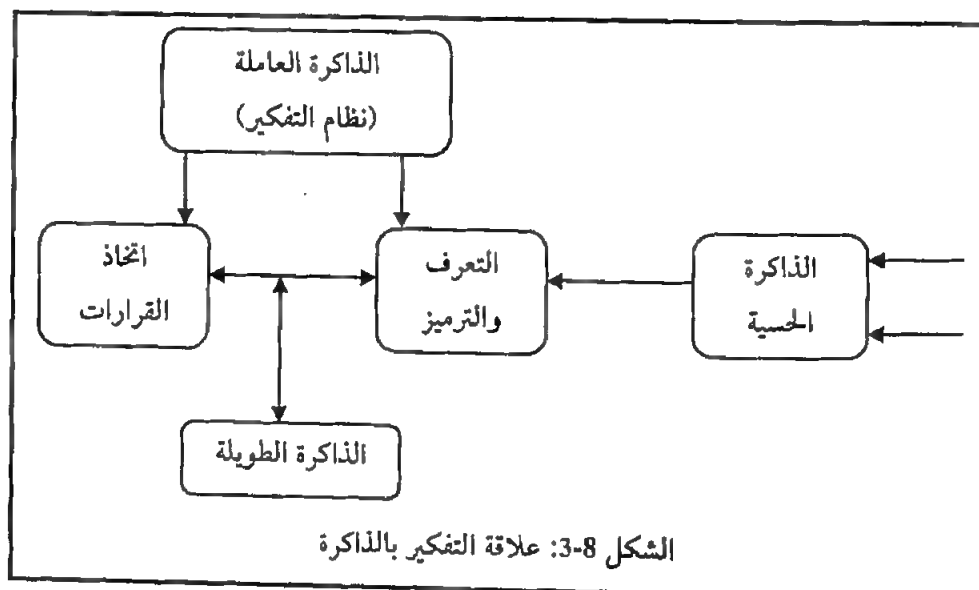 الذاكرة العاملة
(نظام التفكير)
الذاكرة
الحسية
التعرف
والترميز
اتخاذ
القرارات
الذاكرة الطويلة
الشكل 8-3: علاقة التفكير بالذاكرة